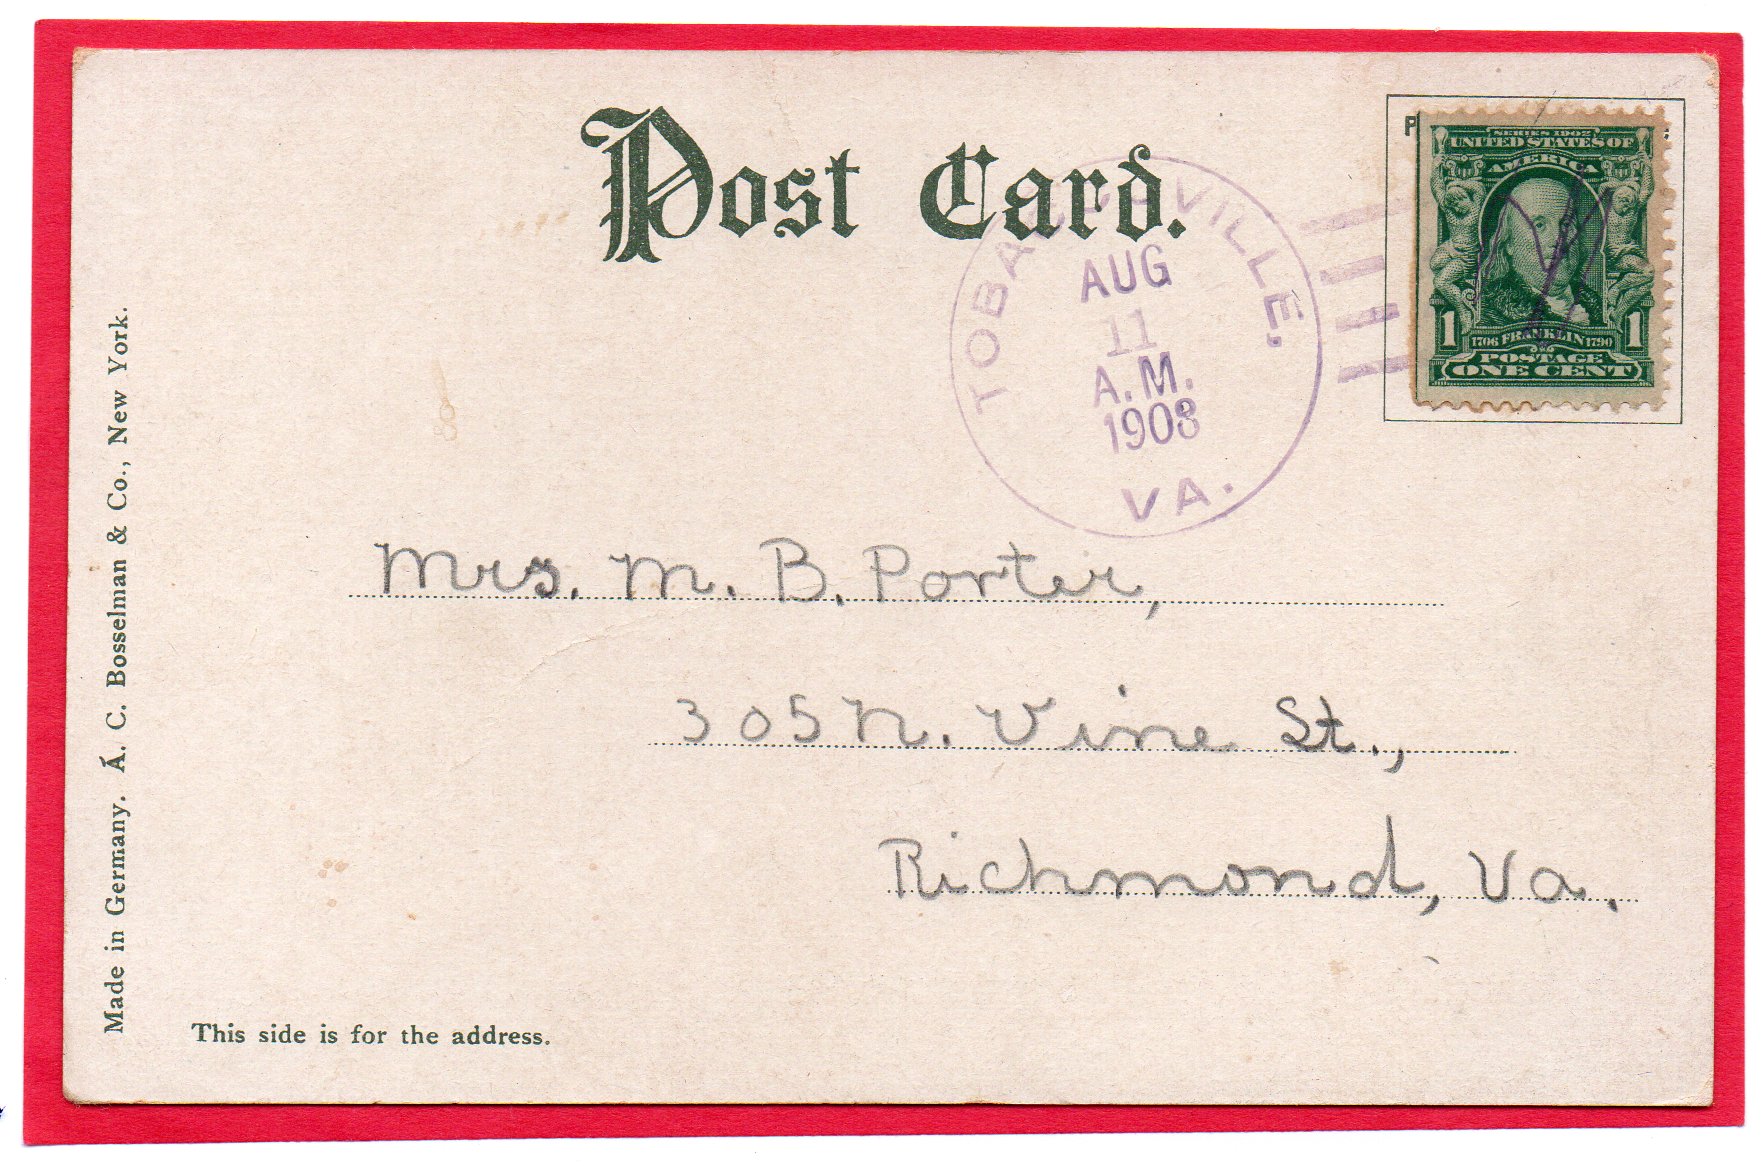 Post Card.
TOBACCOVILLE,
AUG
11
A.M.
1908
VA.
SERIES 1902
UNITED STATES OF
AMERICA
1 1706 FRANKLIN 1790 1
POSTAGE
ONE CENT
Mrs. M. B. Porter,
305 N. Vine St.,
Richmond, Va.
Made in Germany. A. C. Bosselman & Co., New York.
This side is for the address.